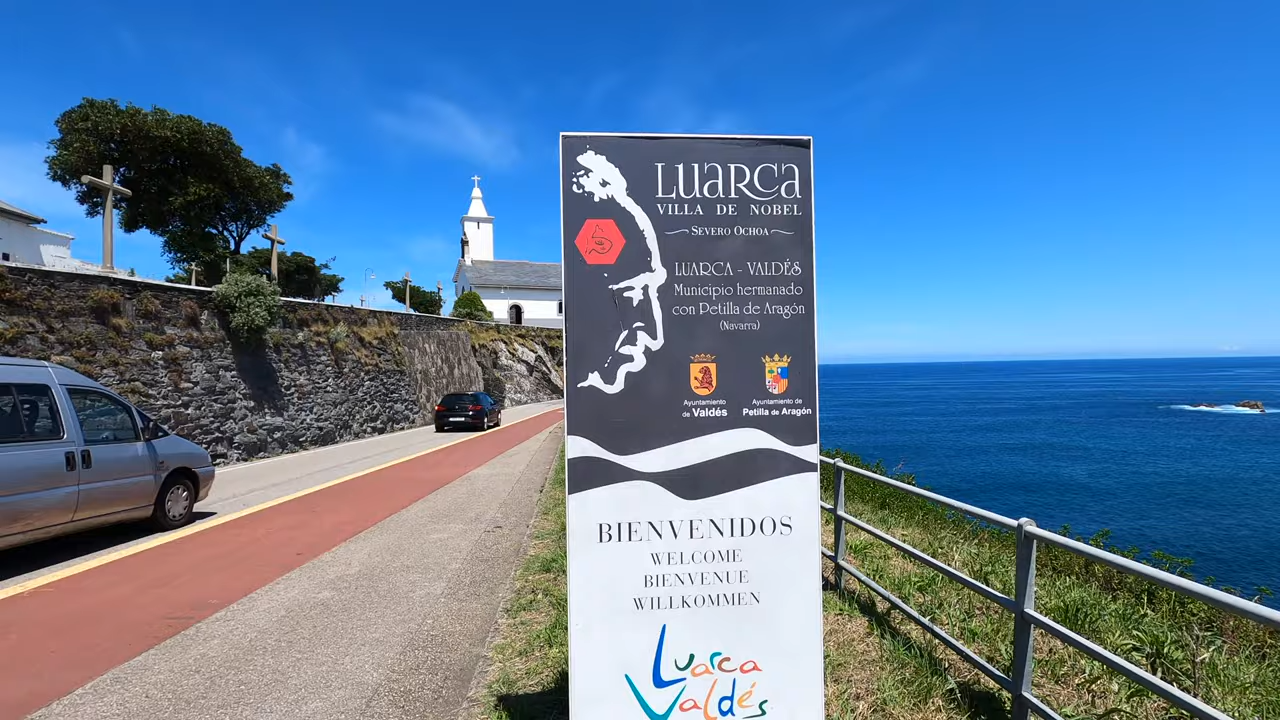 LUARCA
VILLA DE NOBEL
SEVERO OCHOA
LUARCA - VALDÉS
Municipio hermanado
con Petilla de Aragón
(Navarra)
Ayuntamiento
de Valdés
Ayuntamiento de
Petilla de Aragón
BIENVENIDOS
WELCOME
BIENVENUE
WILLKOMMEN
Luarca
Valdés